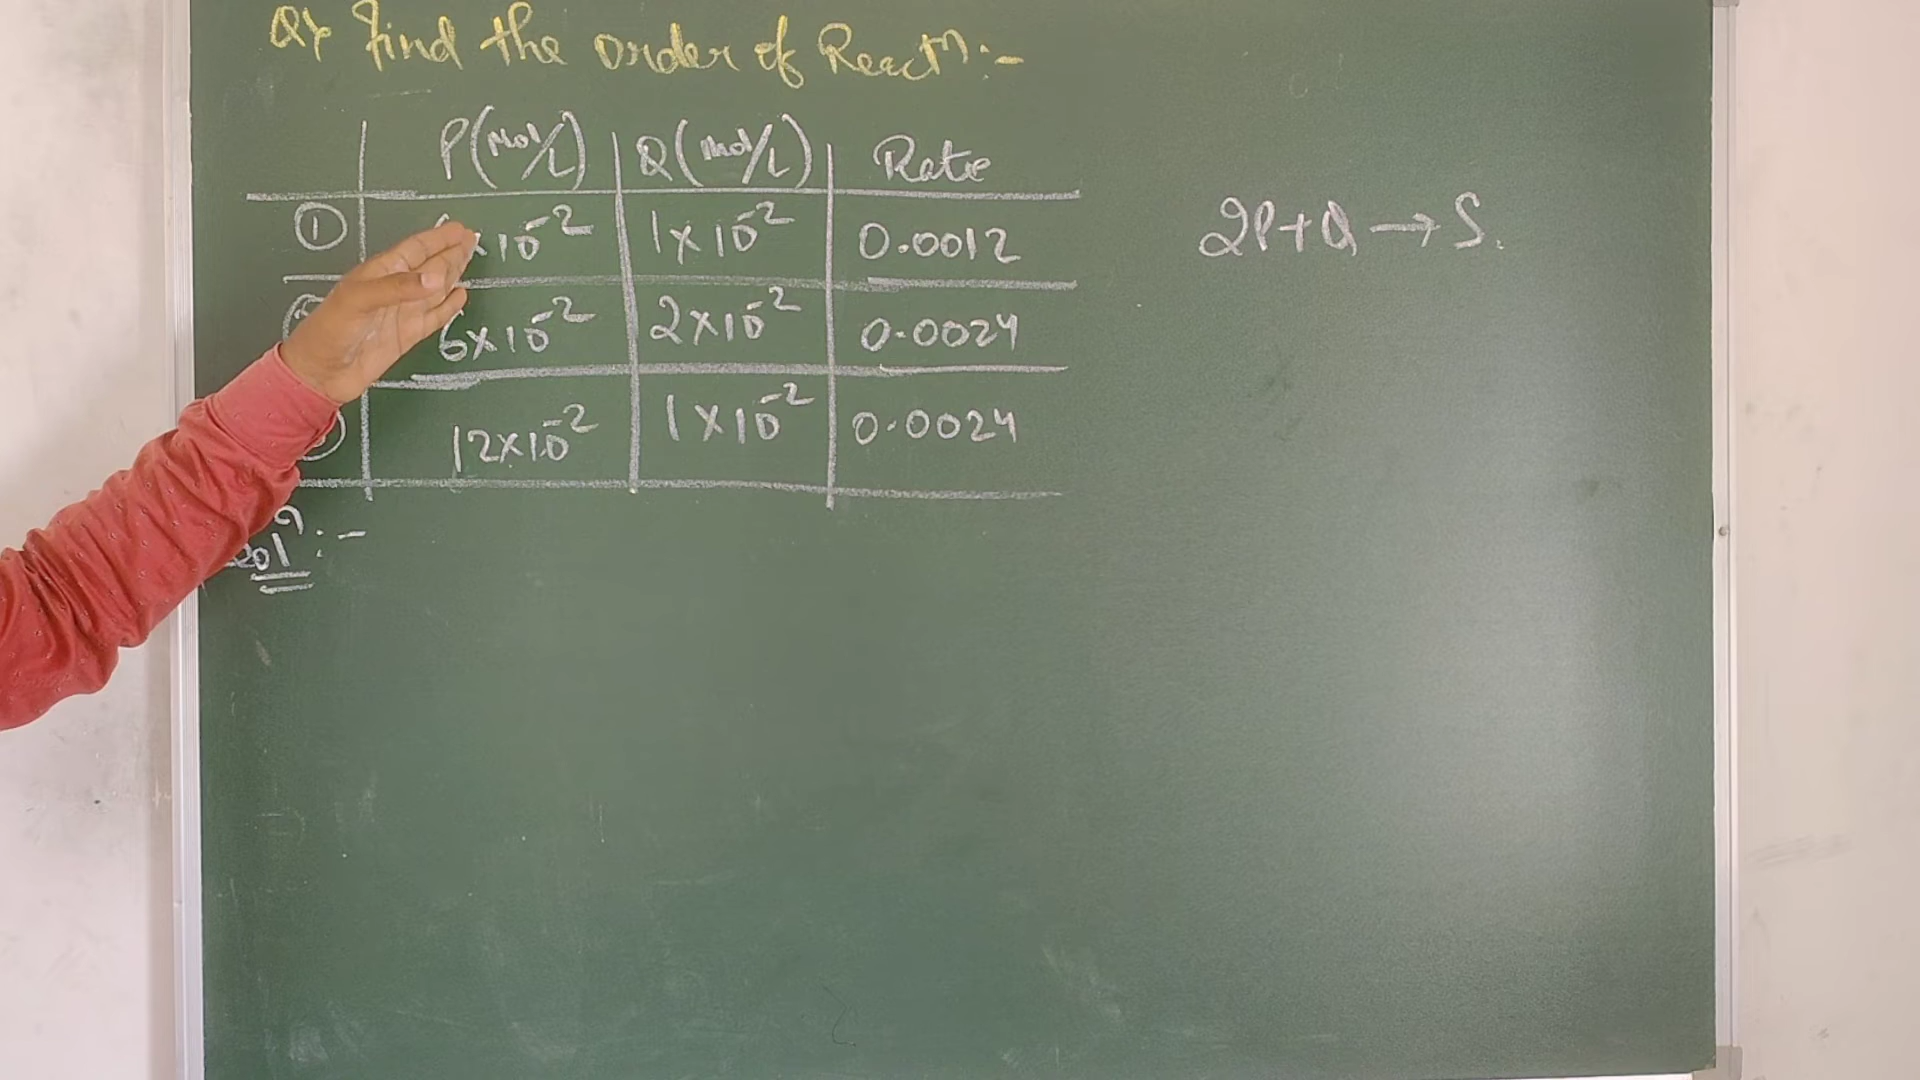 Q) Find the order of Reactⁿ:-
P(Mol/L) Q(Mol/L) Rate
① ×10⁻² 1×10⁻² 0.0012
6×10⁻² 2×10⁻² 0.0024
12×10⁻² 1×10⁻² 0.0024
Solⁿ:-
2P+Q→S.